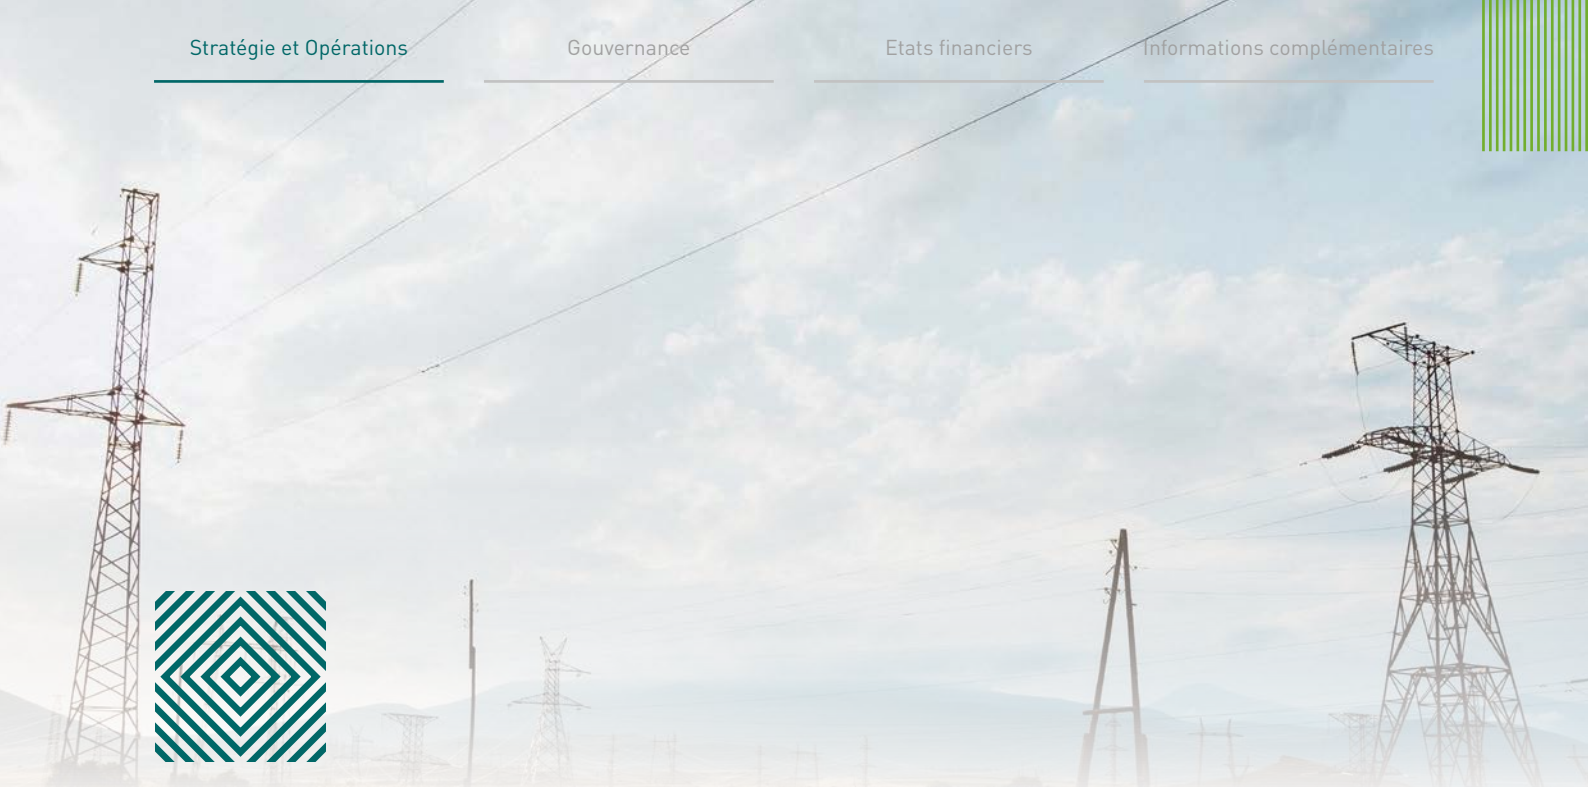 Stratégie et Opérations
Gouvernance
Etats financiers
Informations complémentaires